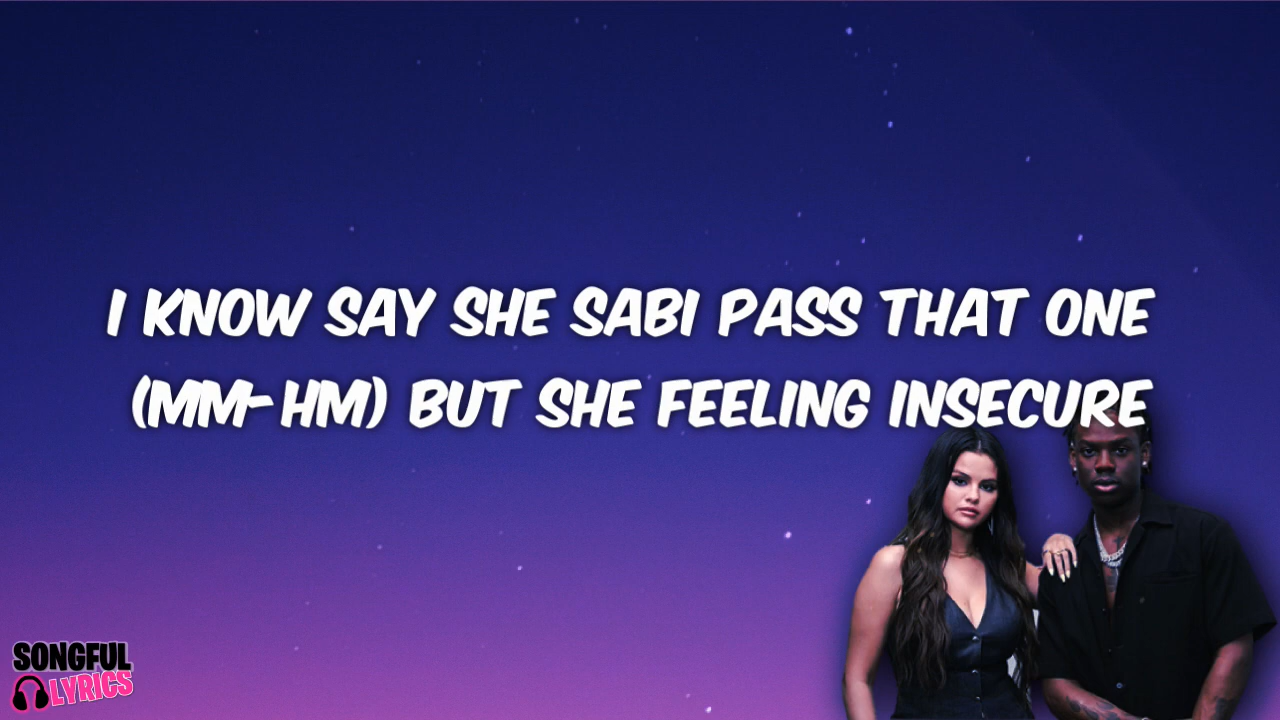 I KNOW SAY SHE SABI PASS THAT ONE
(MM-HM) BUT SHE FEELING INSECURE
SONGFUL
LYRICS